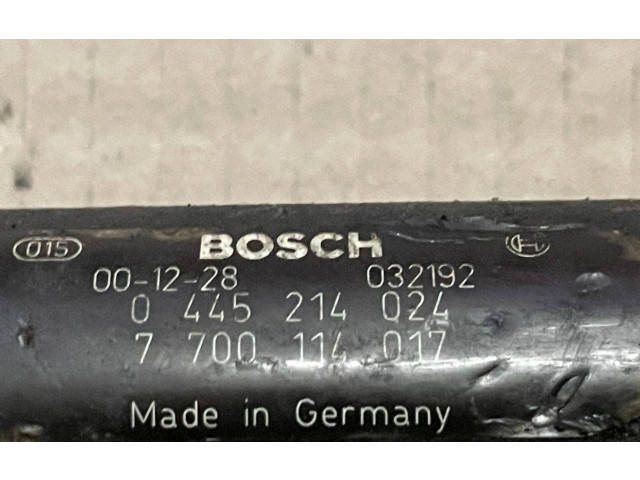 015 BOSCH
00-12-28 032192
0 445 214 024
7 700 114 017
Made in Germany